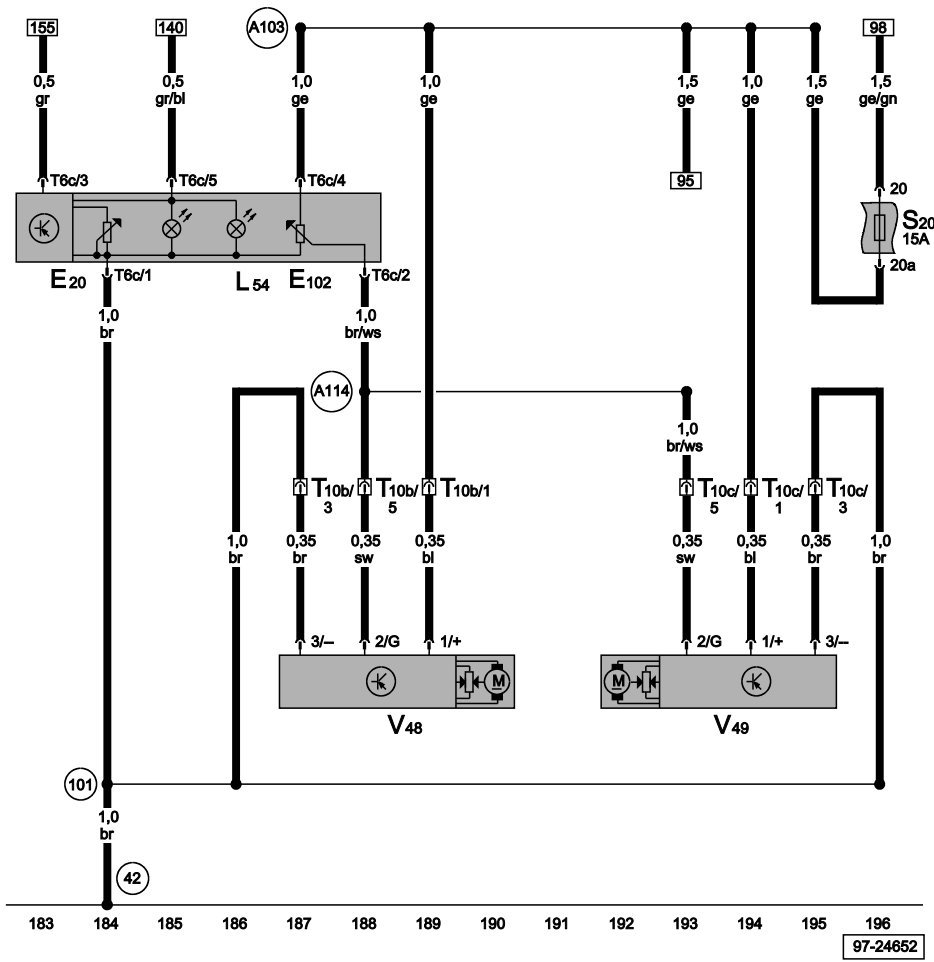 155
140
A103
98
0,5
gr
0,5
gr/bl
1,0
ge
1,0
ge
1,5
ge
1,0
ge
1,5
ge
1,5
ge/gn
T6c/3
T6c/5
T6c/4
95
20
S20
15A
20a
E20
T6c/1
L54
E102
T6c/2
1,0
br
1,0
br/ws
A114
1,0
br/ws
T10b/
3
T10b/
5
T10b/1
T10c/
5
T10c/
1
T10c/
3
1,0
br
0,35
br
0,35
sw
0,35
bl
0,35
sw
0,35
bl
0,35
br
1,0
br
3/–
2/G
1/+
2/G
1/+
3/–
M
M
V48
V49
101
1,0
br
42
183 184 185 186 187 188 189 190 191 192 193 194 195 196
97-24652